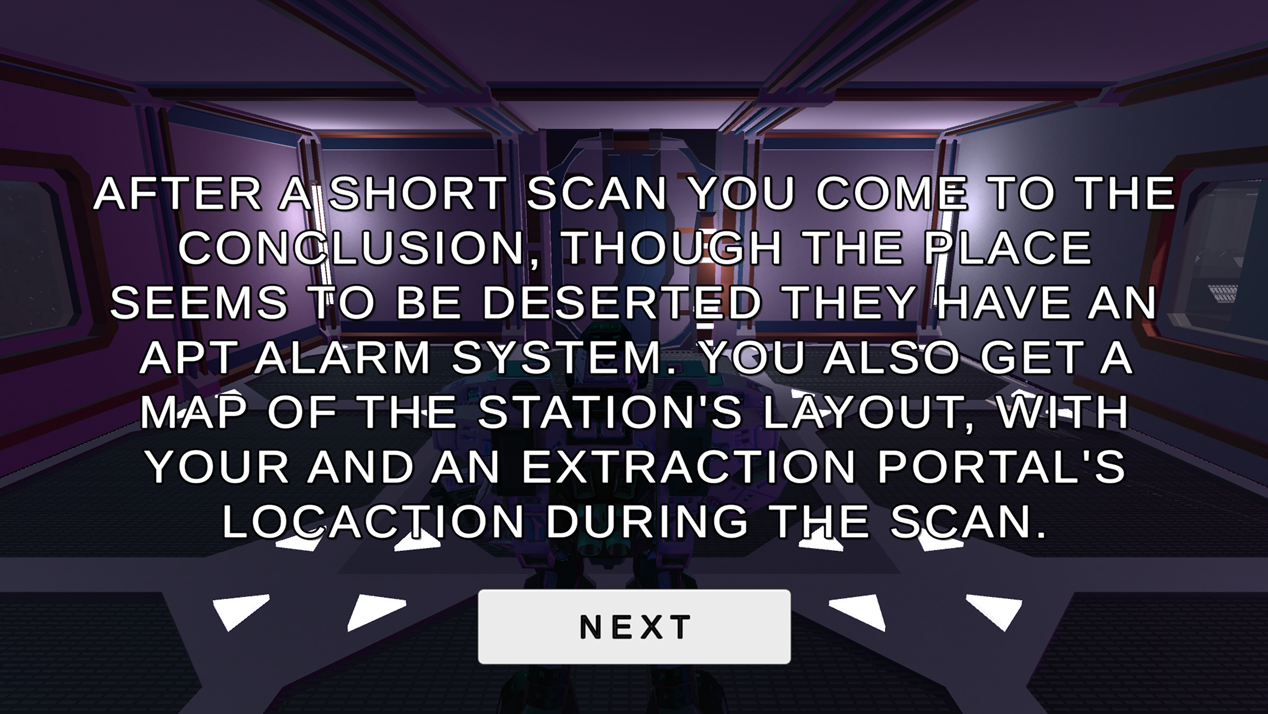 AFTER A SHORT SCAN YOU COME TO THE
CONCLUSION, THOUGH THE PLACE
SEEMS TO BE DESERTED THEY HAVE AN
APT ALARM SYSTEM. YOU ALSO GET A
MAP OF THE STATION'S LAYOUT, WITH
YOUR AND AN EXTRACTION PORTAL'S
LOCACTION DURING THE SCAN.
NEXT